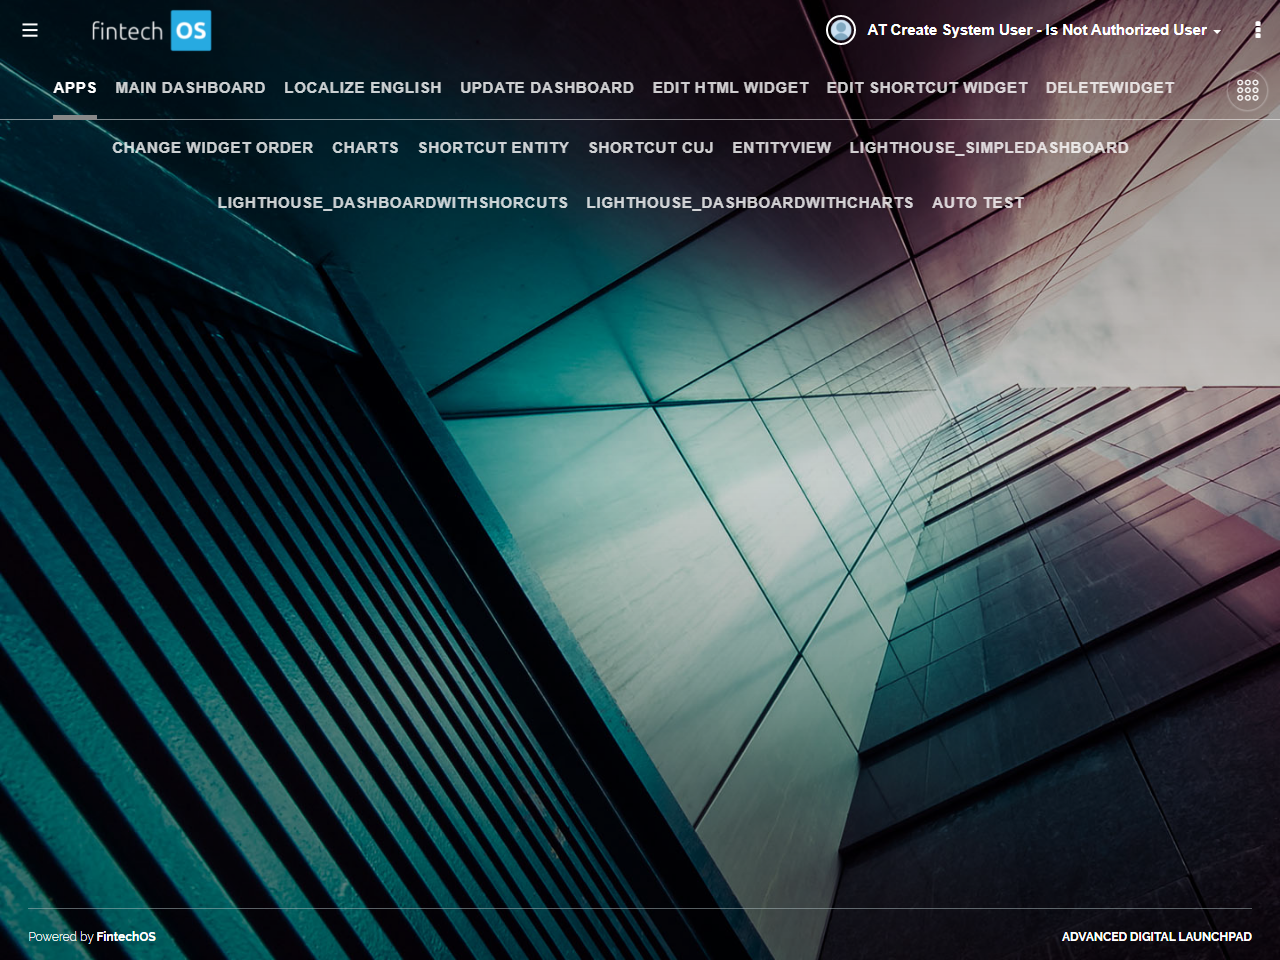 fintech OS
AT Create System User - Is Not Authorized User
APPS MAIN DASHBOARD LOCALIZE ENGLISH UPDATE DASHBOARD EDIT HTML WIDGET EDIT SHORTCUT WIDGET DELETEWIDGET
CHANGE WIDGET ORDER CHARTS SHORTCUT ENTITY SHORTCUT CUJ ENTITYVIEW LIGHTHOUSE_SIMPLEDASHBOARD
LIGHTHOUSE_DASHBOARDWITHSHORCUTS LIGHTHOUSE_DASHBOARDWITHCHARTS AUTO TEST
Powered by FintechOS
ADVANCED DIGITAL LAUNCHPAD